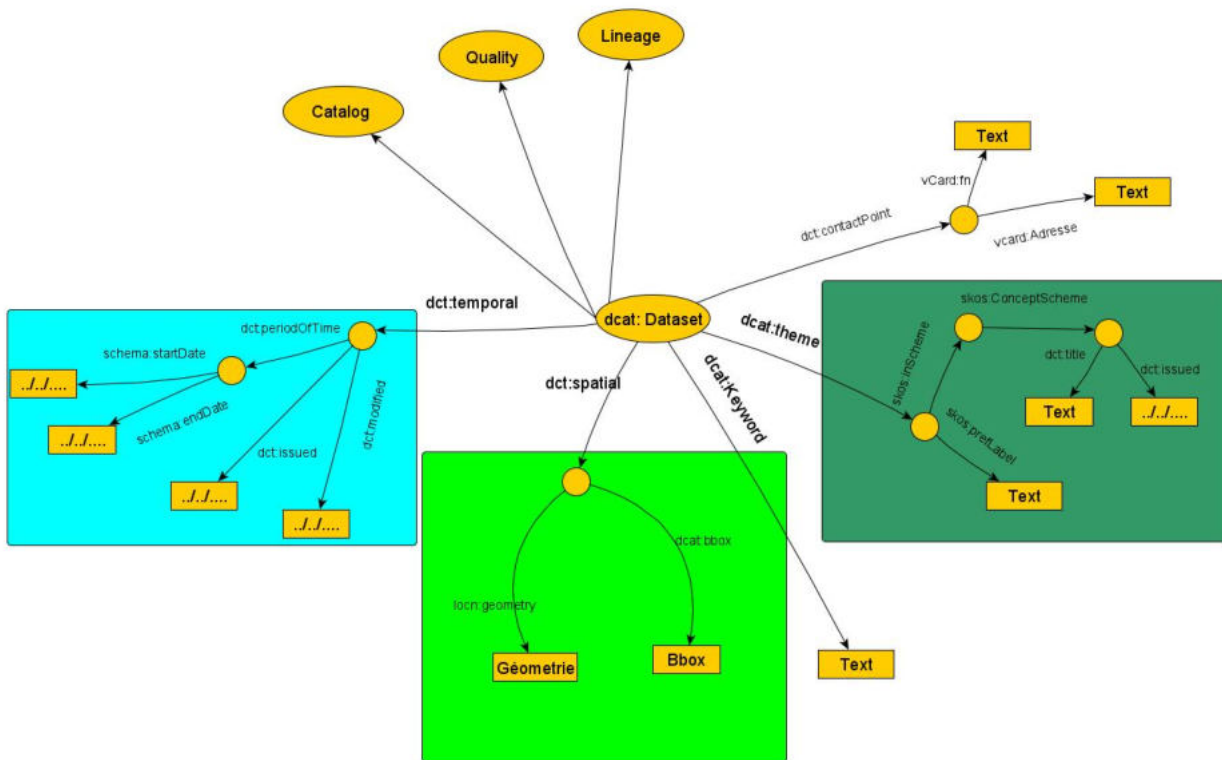 Lineage
Quality
Catalog
Text
vCard:fn
Text
dct:contactPoint
vcard:Adresse
dct:temporal
dcat: Dataset
dcat:theme
skos:ConceptScheme
dct:periodOfTime
schema:startDate
../../....
schema:endDate
../../....
dct:issued
../../....
dct:modified
../../....
dct:spatial
dcat:Keyword
skos:inScheme
dct:title
dct:issued
Text
../../....
skos:prefLabel
Text
dcat:bbox
locn:geometry
Géometrie
Bbox
Text